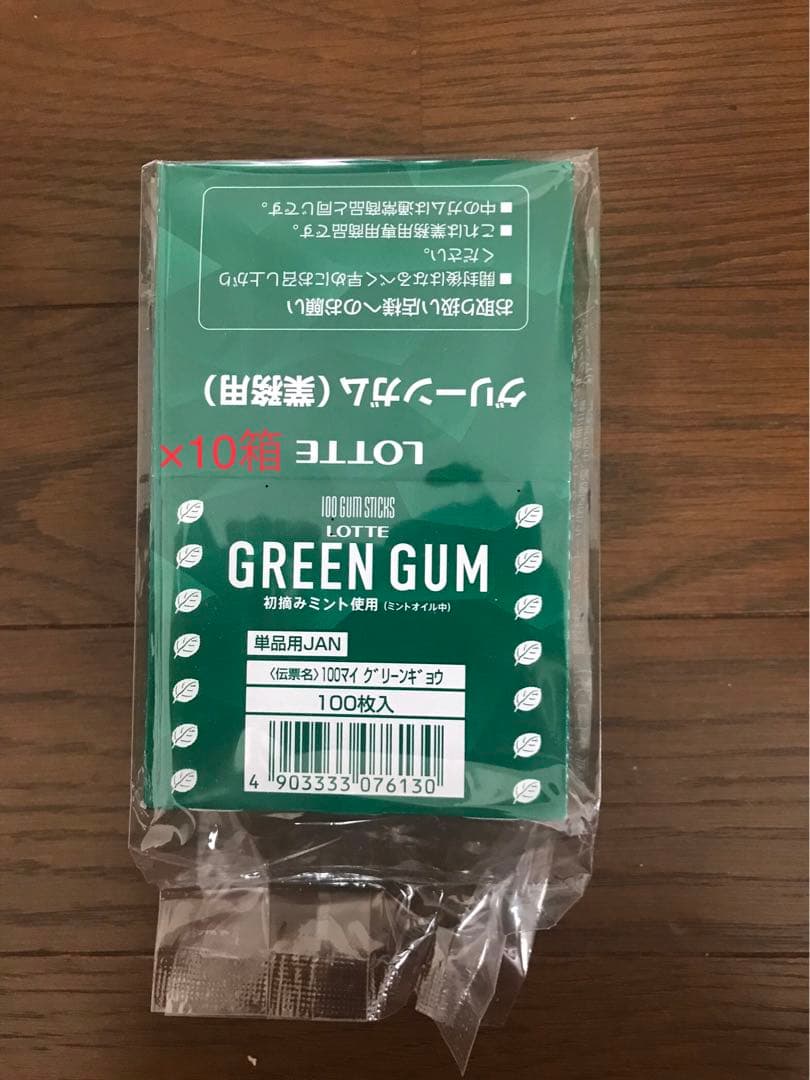 お取り扱い店様へのお願い
■開封後はなるべく早めにお召し上がり
ください。
■これは業務用専用商品です。
■中のガムは通常商品と同じです。
グリーンガム（業務用）
LOTTE
×10箱
100 GUM STICKS
LOTTE
GREEN GUM
初摘みミント使用（ミントオイル中）
単品用JAN
〈伝票名〉100マイ グリーンギョウ
100枚入
4 903333 076130